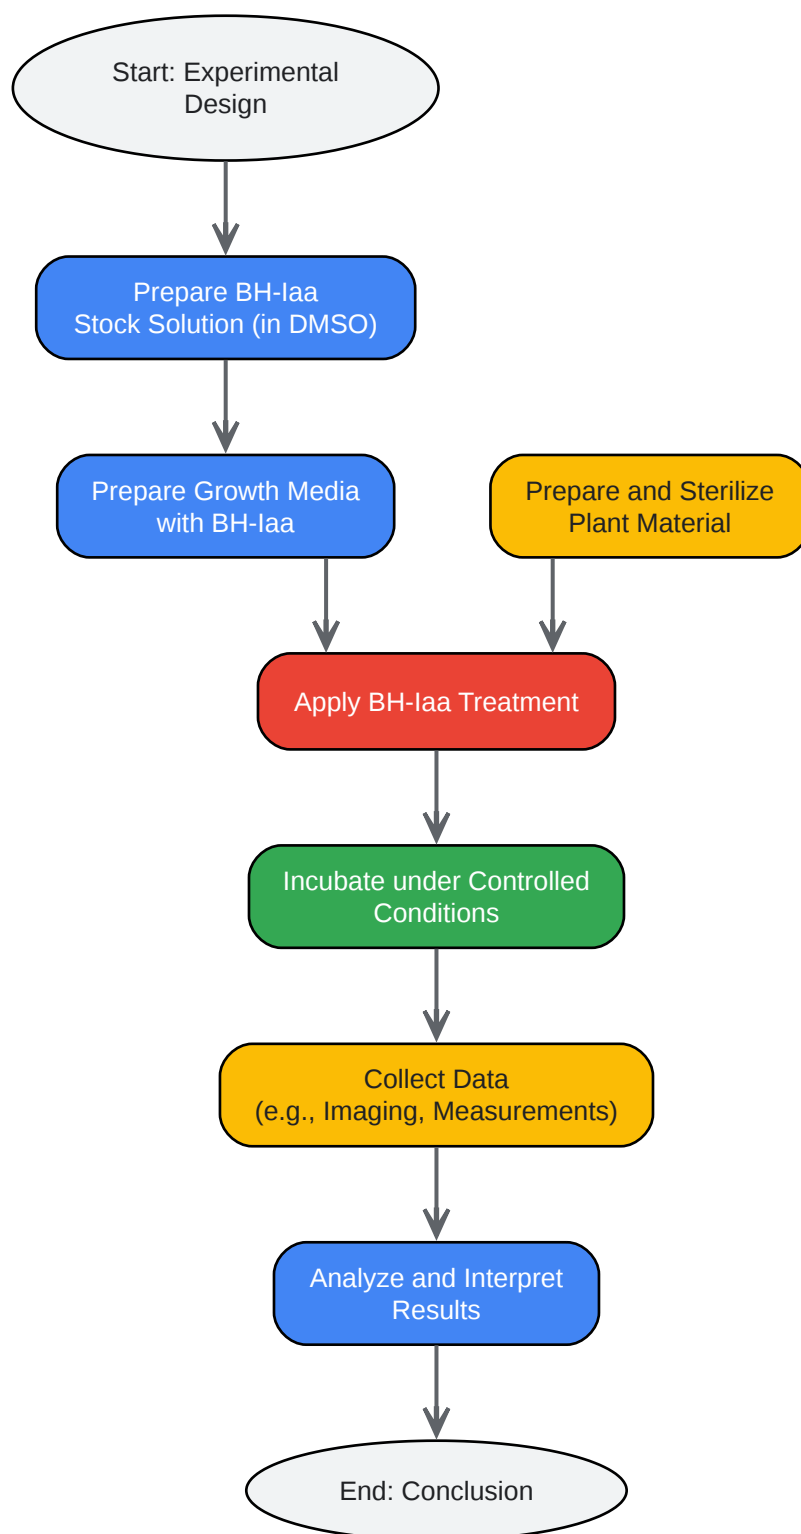 Start: Experimental
Design
Prepare BH-Iaa
Stock Solution (in DMSO)
Prepare Growth Media
with BH-Iaa
Prepare and Sterilize
Plant Material
Apply BH-Iaa Treatment
Incubate under Controlled
Conditions
Collect Data
(e.g., Imaging, Measurements)
Analyze and Interpret
Results
End: Conclusion